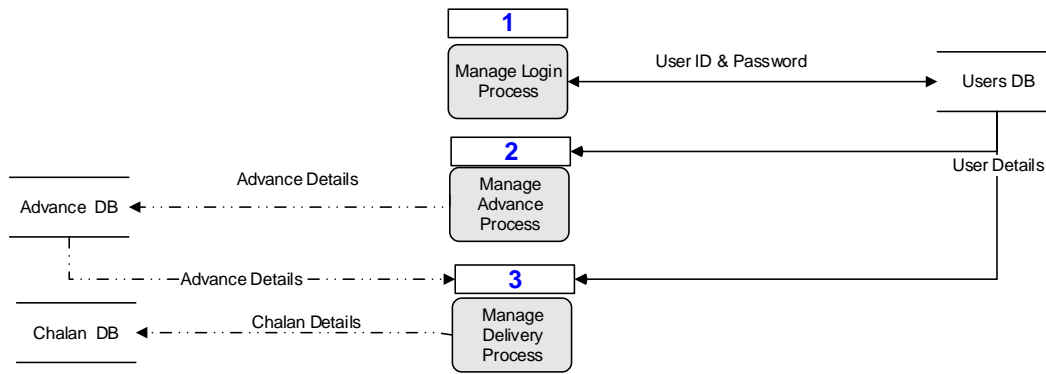 1
Manage Login
Process
User ID & Password
Users DB
2
User Details
Advance Details
Manage
Advance
Process
Advance  DB
3
Advance Details
Chalan Details
Manage
Delivery
Process
Chalan  DB